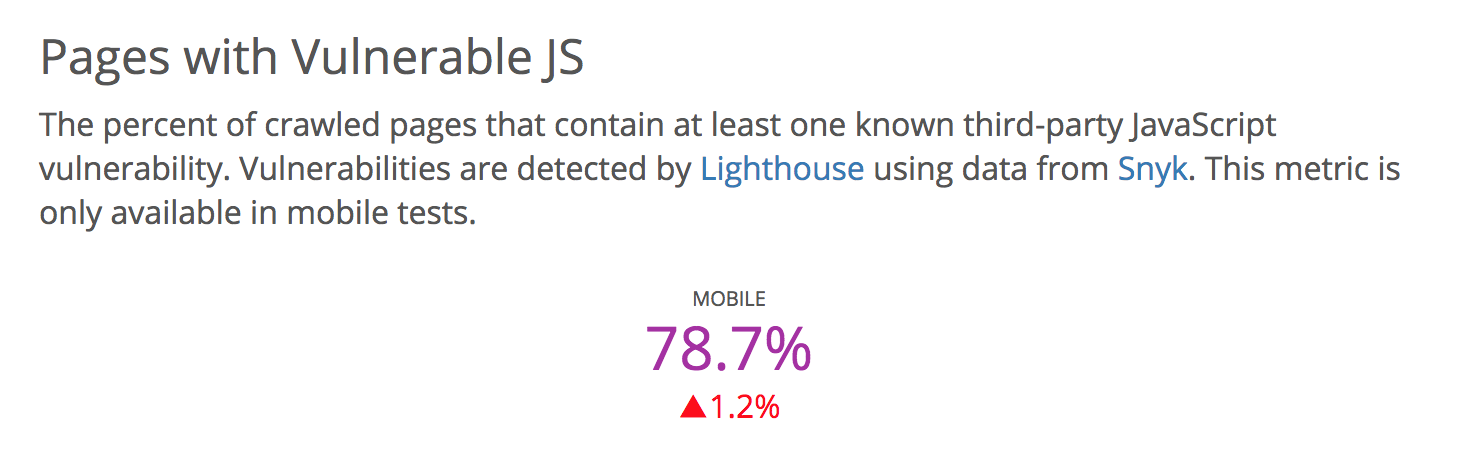 Pages with Vulnerable JS
The percent of crawled pages that contain at least one known third-party JavaScript
vulnerability. Vulnerabilities are detected by Lighthouse using data from Snyk. This metric is
only available in mobile tests.
MOBILE
78.7%
▲1.2%